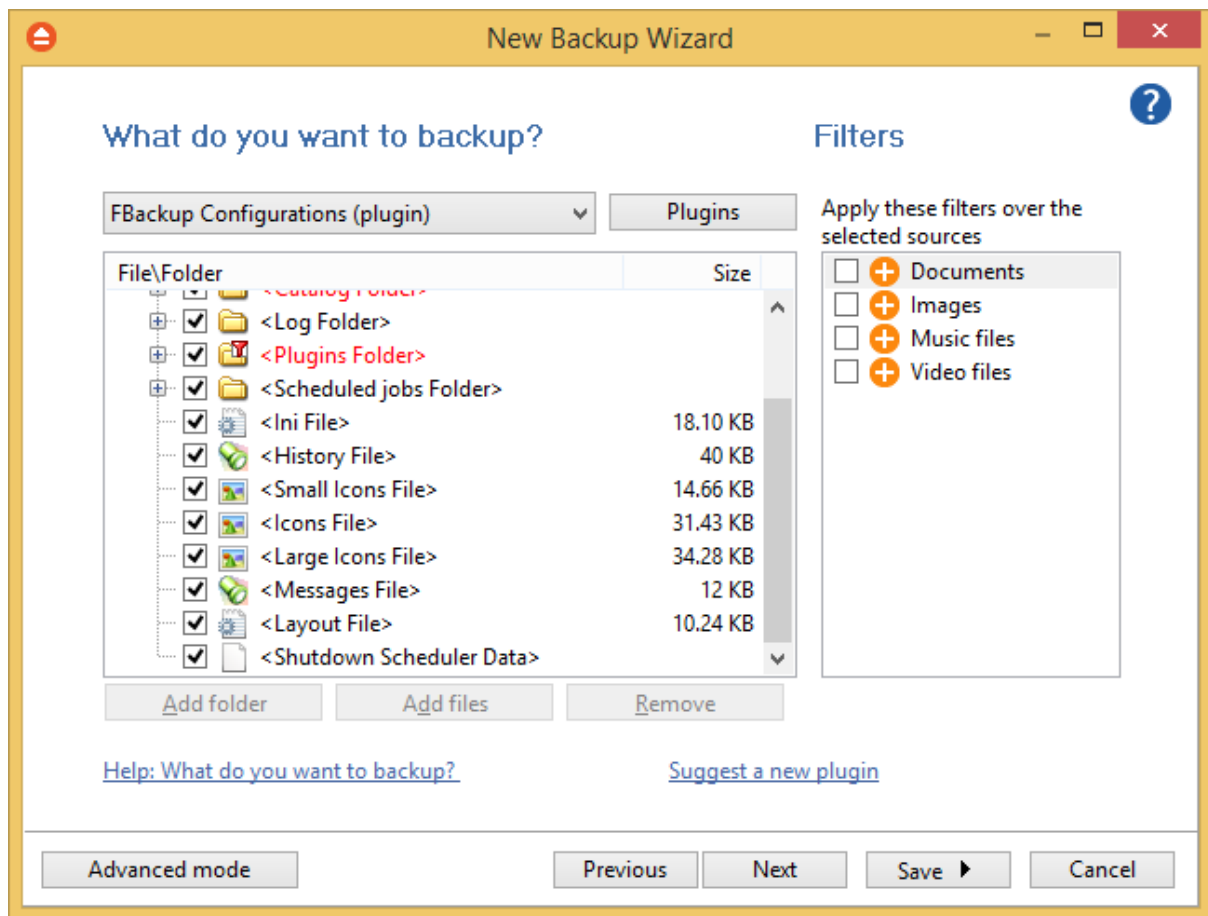 New Backup Wizard
What do you want to backup?
Filters
FBackup Configurations (plugin)
Plugins
Apply these filters over the
selected sources
File\Folder Size
<Catalog Folder>
<Log Folder>
<Plugins Folder>
<Scheduled jobs Folder>
<Ini File> 18.10 KB
<History File> 40 KB
<Small Icons File> 14.66 KB
<Icons File> 31.43 KB
<Large Icons File> 34.28 KB
<Messages File> 12 KB
<Layout File> 10.24 KB
<Shutdown Scheduler Data>
Documents
Images
Music files
Video files
Add folder
Add files
Remove
Help: What do you want to backup?
Suggest a new plugin
Advanced mode
Previous
Next
Save
Cancel